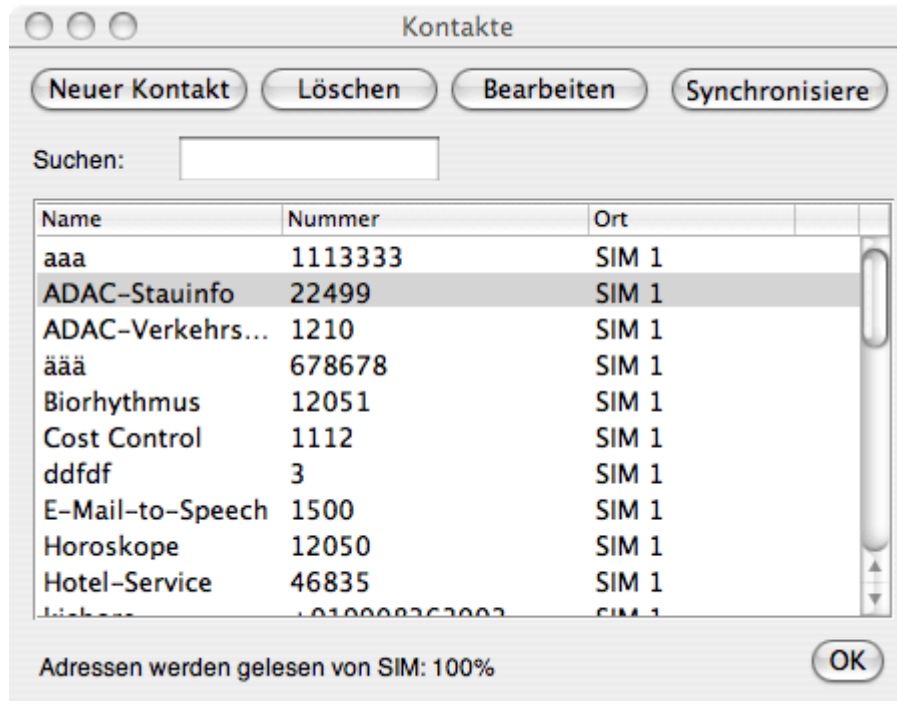 Kontakte
Neuer Kontakt Löschen Bearbeiten Synchronisiere
Suchen:
Name Nummer Ort
aaa 1113333 SIM 1
ADAC-Stauinfo 22499 SIM 1
ADAC-Verkehrs... 1210 SIM 1
äää 678678 SIM 1
Biorhythmus 12051 SIM 1
Cost Control 1112 SIM 1
ddfdf 3 SIM 1
E-Mail-to-Speech 1500 SIM 1
Horoskope 12050 SIM 1
Hotel-Service 46835 SIM 1
SIM 1
Adressen werden gelesen von SIM: 100% OK